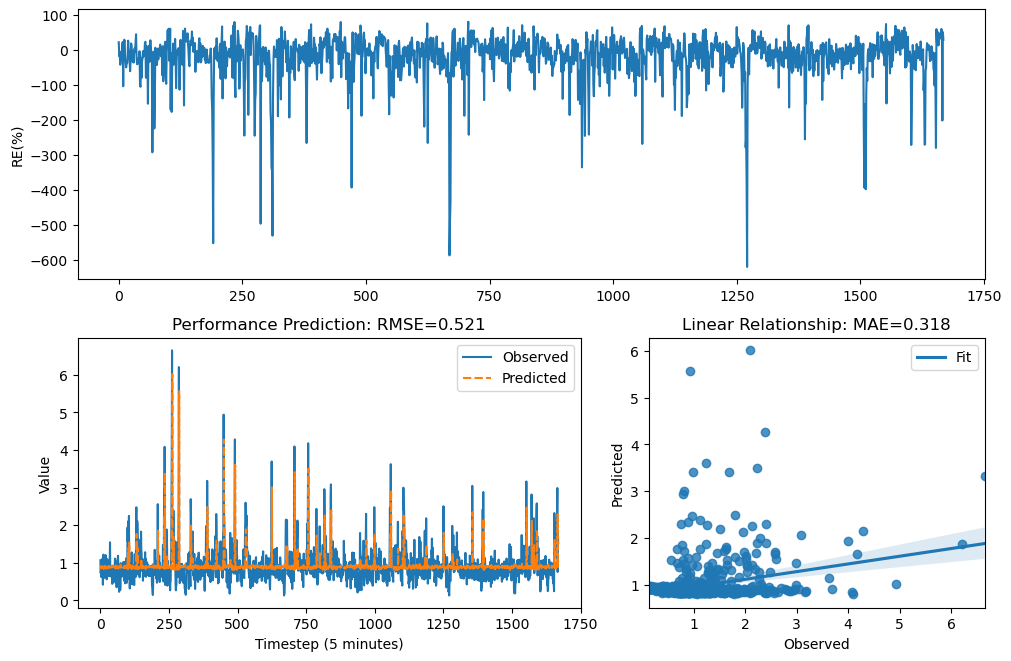 100
0
−100
−200
−300
−400
−500
−600
RE(%)
0 250 500 750 1000 1250 1500 1750
Performance Prediction: RMSE=0.521
Observed
Predicted
6
5
4
3
2
1
0
Value
0 250 500 750 1000 1250 1500 1750
Timestep (5 minutes)
Linear Relationship: MAE=0.318
Fit
6
5
4
3
2
1
Predicted
1 2 3 4 5 6
Observed